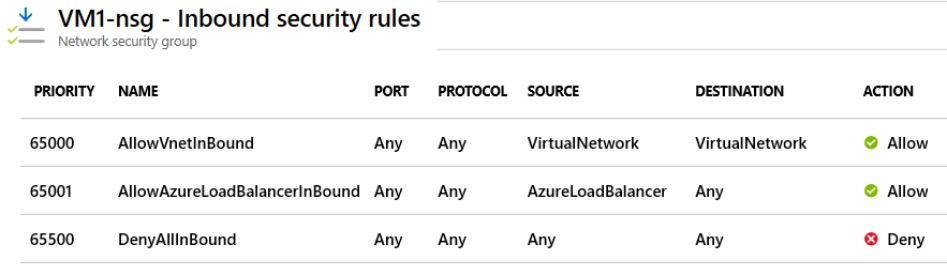 VM1-nsg - Inbound security rules
Network security group
PRIORITY NAME PORT PROTOCOL SOURCE DESTINATION ACTION
65000 AllowVnetInBound Any Any VirtualNetwork VirtualNetwork Allow
65001 AllowAzureLoadBalancerInBound Any Any AzureLoadBalancer Any Allow
65500 DenyAllInBound Any Any Any Any Deny